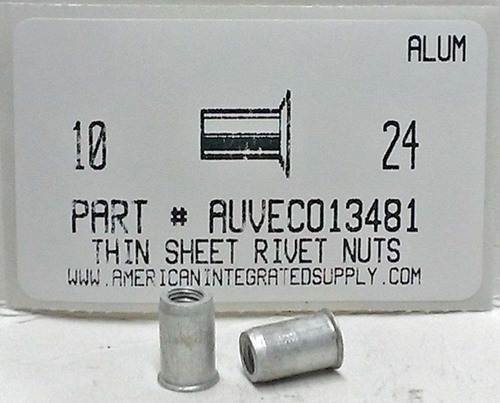 ALUM
10 24
PART # AUVECO13481
THIN SHEET RIVET NUTS
WWW.AMERICANINTEGRATEDSUPPLY.COM